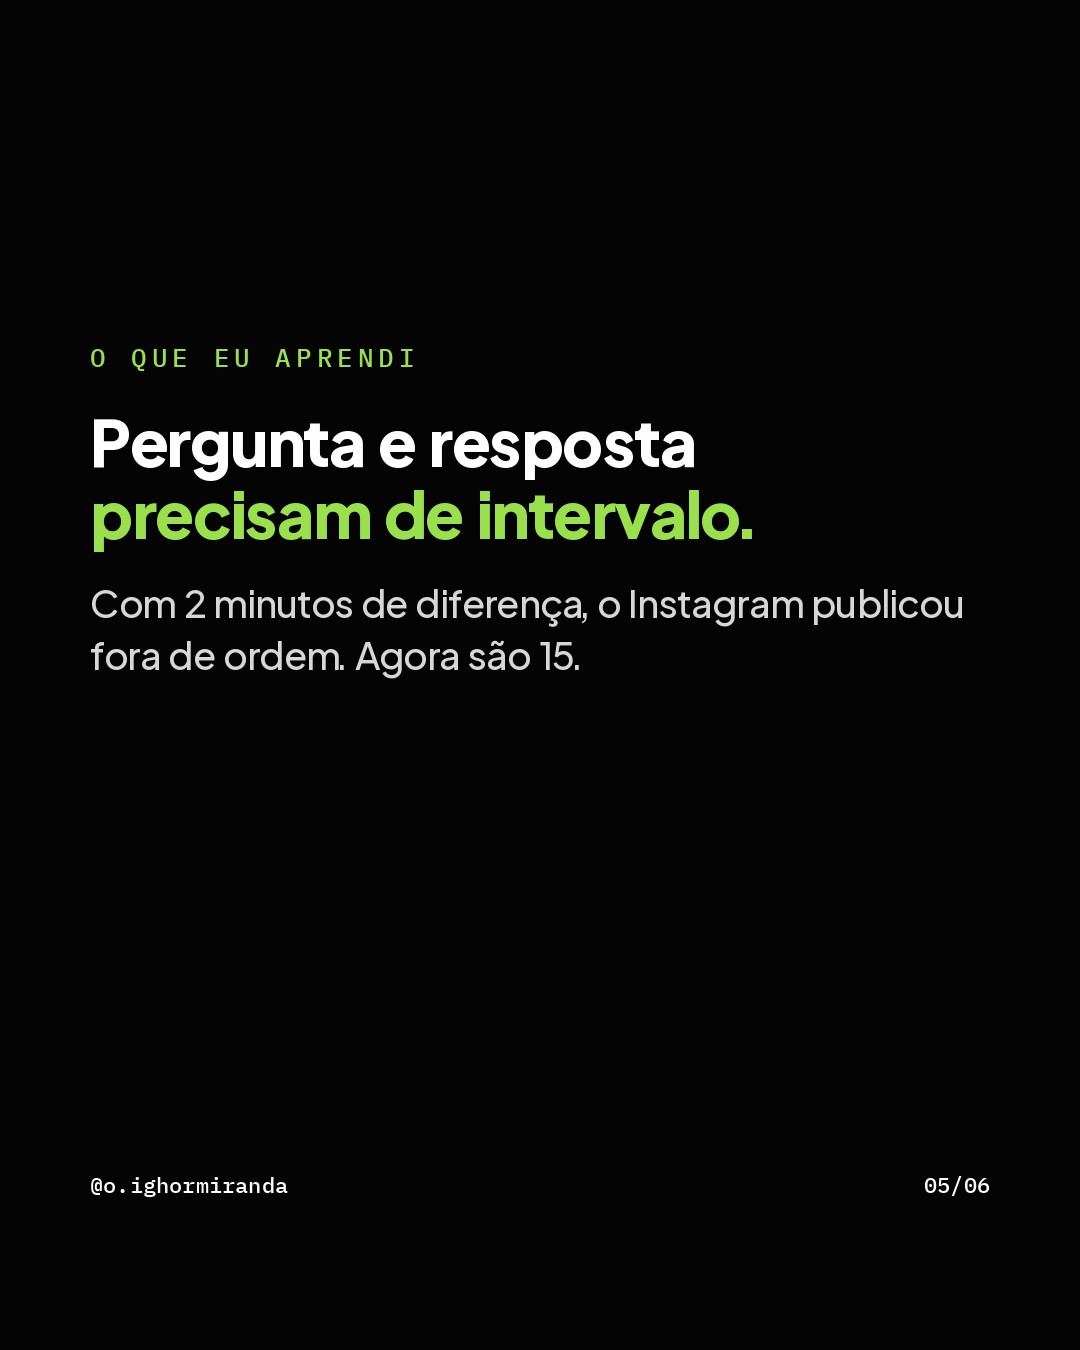 O QUE EU APRENDI
Pergunta e resposta
precisam de intervalo.
Com 2 minutos de diferença, o Instagram publicou
fora de ordem. Agora são 15.
@o.ighormiranda
05/06